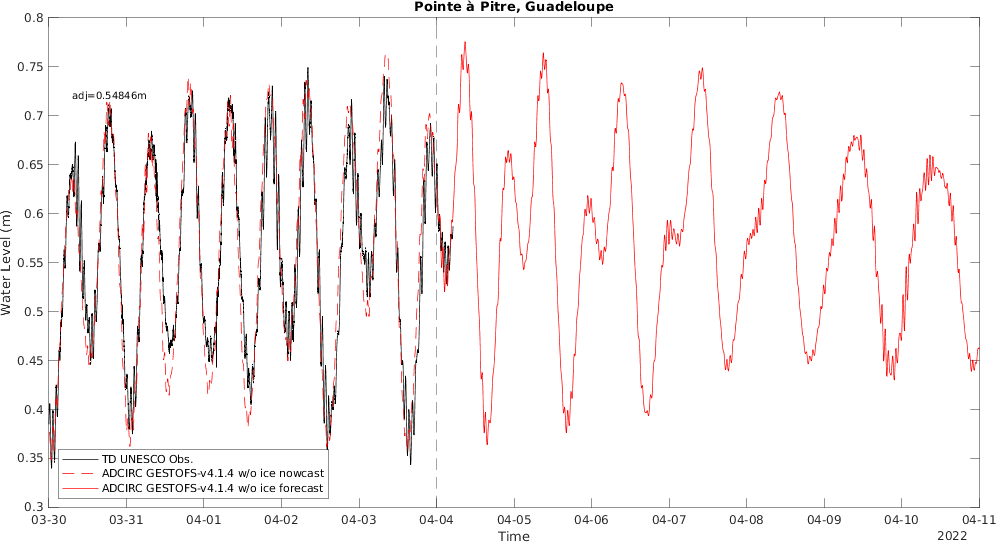 Pointe à Pitre, Guadeloupe
0.8
0.75
0.7
0.65
0.6
0.55
0.5
0.45
0.4
0.35
0.3
Water Level (m)
adj=0.54846m
TD UNESCO Obs.
ADCIRC GESTOFS-v4.1.4 w/o ice nowcast
ADCIRC GESTOFS-v4.1.4 w/o ice forecast
03-30 03-31 04-01 04-02 04-03 04-04 04-05 04-06 04-07 04-08 04-09 04-10 04-11
Time
2022